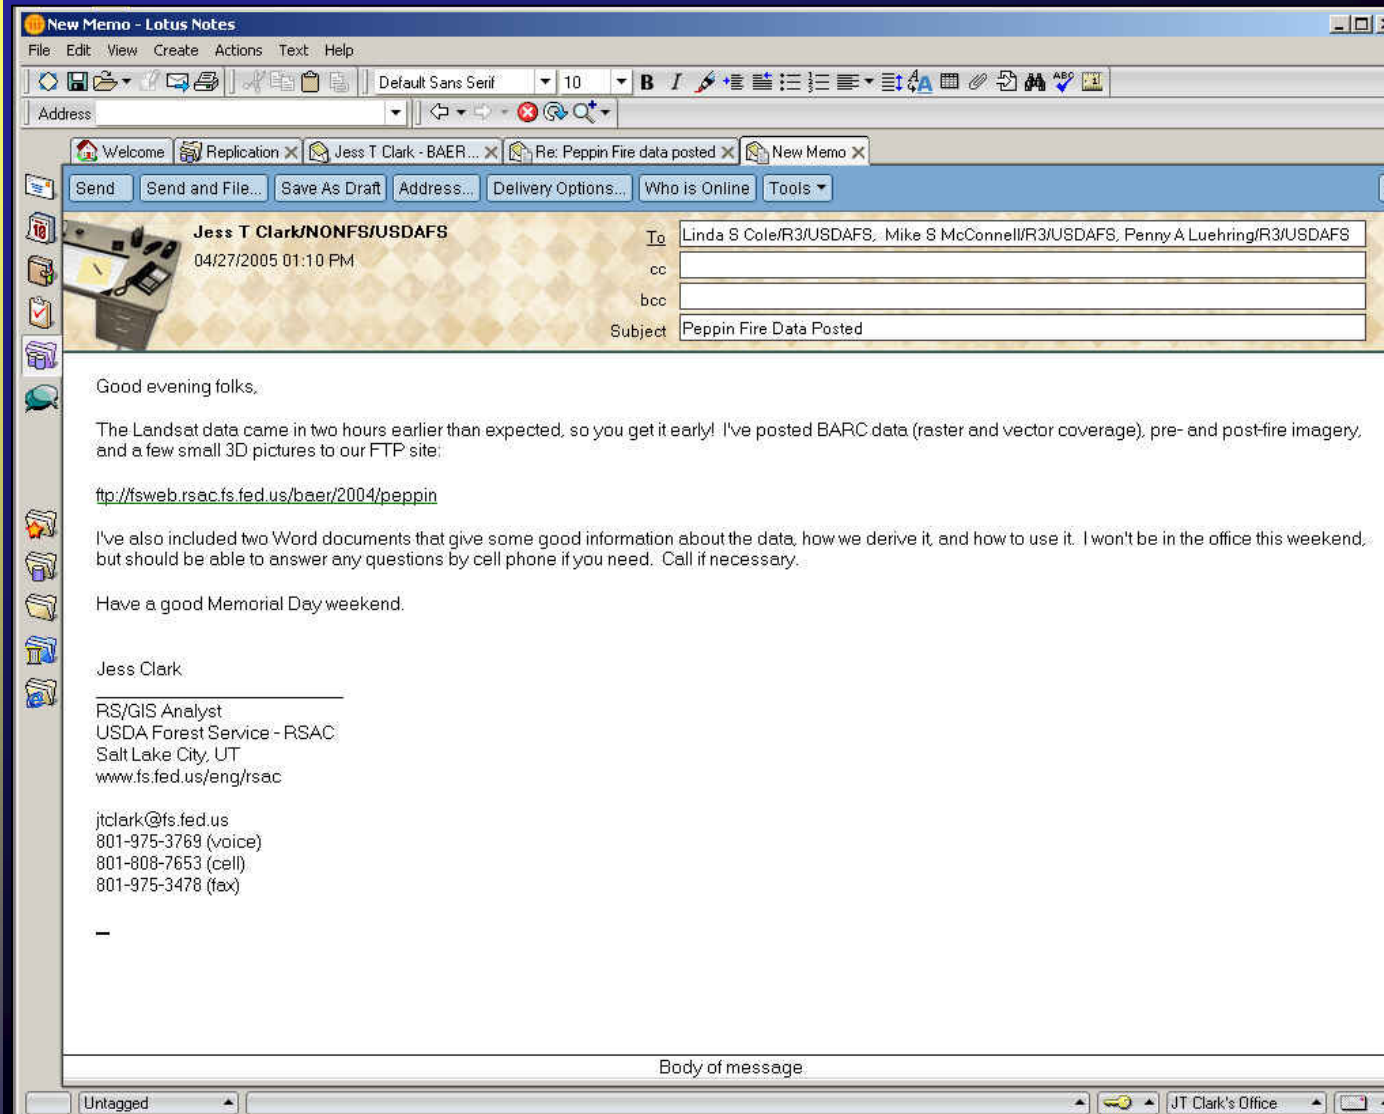 New Memo - Lotus Notes
File Edit View Create Actions Text Help
Default Sans Serif 10 B I
Address
Welcome Replication Jess T Clark - BAER... Re: Peppin Fire data posted New Memo
Send Send and File... Save As Draft Address... Delivery Options... Who is Online Tools
Jess T Clark/NONFS/USDAFS
04/27/2005 01:10 PM
To Linda S Cole/R3/USDAFS, Mike S McConnell/R3/USDAFS, Penny A Luehring/R3/USDAFS
cc
bcc
Subject Peppin Fire Data Posted
Good evening folks,
The Landsat data came in two hours earlier than expected, so you get it early! I've posted BARC data (raster and vector coverage), pre- and post-fire imagery,
and a few small 3D pictures to our FTP site:
ftp://fsweb.rsac.fs.fed.us/baer/2004/peppin
I've also included two Word documents that give some good information about the data, how we derive it, and how to use it. I won't be in the office this weekend,
but should be able to answer any questions by cell phone if you need. Call if necessary.
Have a good Memorial Day weekend.
Jess Clark
RS/GIS Analyst
USDA Forest Service - RSAC
Salt Lake City, UT
www.fs.fed.us/eng/rsac
jtclark@fs.fed.us
801-975-3769 (voice)
801-808-7653 (cell)
801-975-3478 (fax)
Body of message
Untagged JT Clark's Office